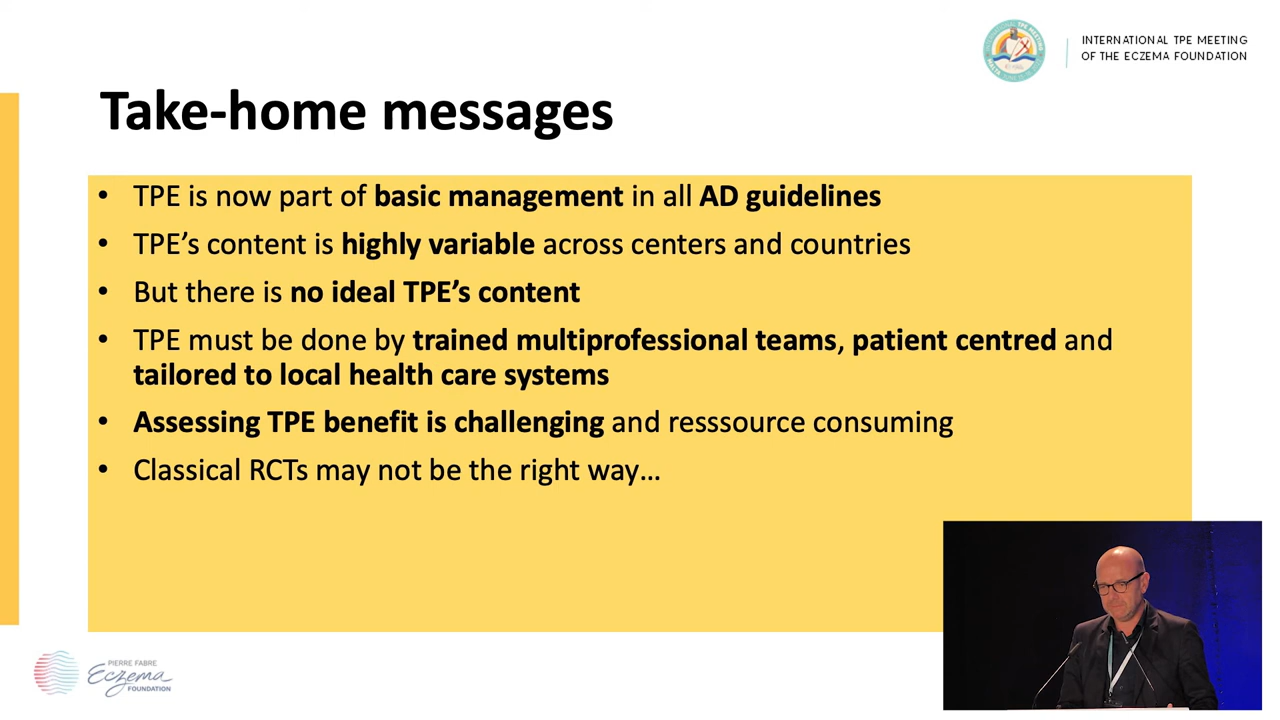 INTERNATIONAL TPE MEETING
OF THE ECZEMA FOUNDATION
Take-home messages
• TPE is now part of basic management in all AD guidelines
• TPE’s content is highly variable across centers and countries
• But there is no ideal TPE’s content
• TPE must be done by trained multiprofessional teams, patient centred and
tailored to local health care systems
• Assessing TPE benefit is challenging and resssource consuming
• Classical RCTs may not be the right way…
PIERRE FABRE
Eczema
FOUNDATION